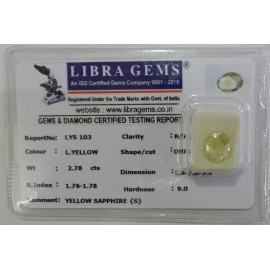 LIBRA GEMS
An ISO Certified Gems Company 9001 - 2015
Registered Under the Trade Marks with Govt. of India
website : www.libragems.co.in
GEMS & DIAMOND CERTIFIED TESTING REPORT
ReportNo: LYS 103 Clarity
Colour : L.YELLOW Shape/cut
Wt : 2.78 cts
R.Index : 1.76-1.78 Hardness : 9.0
Comment YELLOW SAPPHIRE (S)